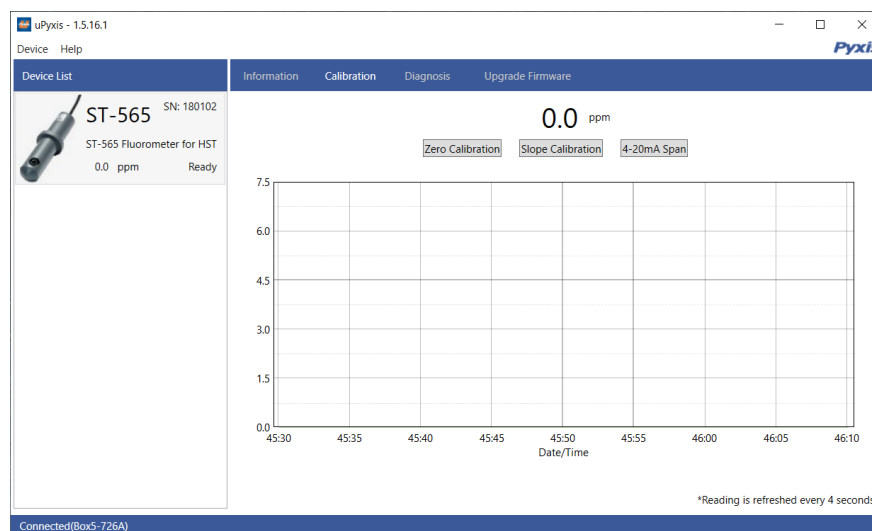 uPyxis - 1.5.16.1
Device Help
Pyxis
Device List
Information Calibration Diagnosis Upgrade Firmware
ST-565 SN: 180102
ST-565 Fluorometer for HST
0.0 ppm Ready
0.0 ppm
Zero Calibration Slope Calibration 4-20mA Span
7.5
6.0
4.5
3.0
1.5
0.0
45:30 45:35 45:40 45:45 45:50 45:55 46:00 46:05 46:10
Date/Time
*Reading is refreshed every 4 seconds
Connected(Box5-726A)